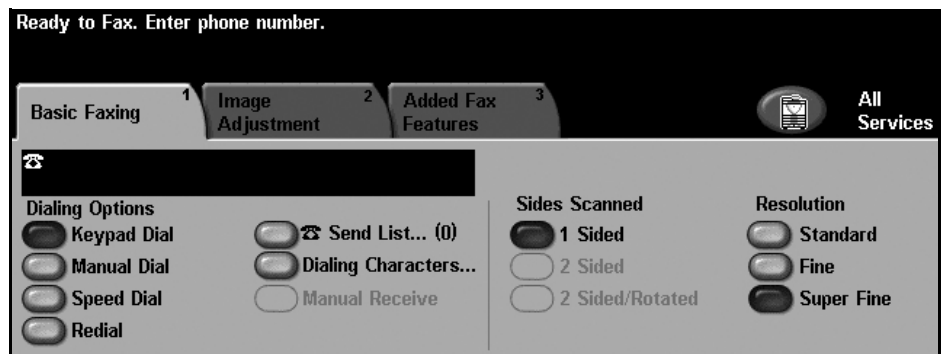 Ready to Fax. Enter phone number.
Basic Faxing 1
Image Adjustment 2
Added Fax Features 3
All Services
Dialing Options
Keypad Dial
Manual Dial
Speed Dial
Redial
Send List... (0)
Dialing Characters...
Manual Receive
Sides Scanned
1 Sided
2 Sided
2 Sided/Rotated
Resolution
Standard
Fine
Super Fine